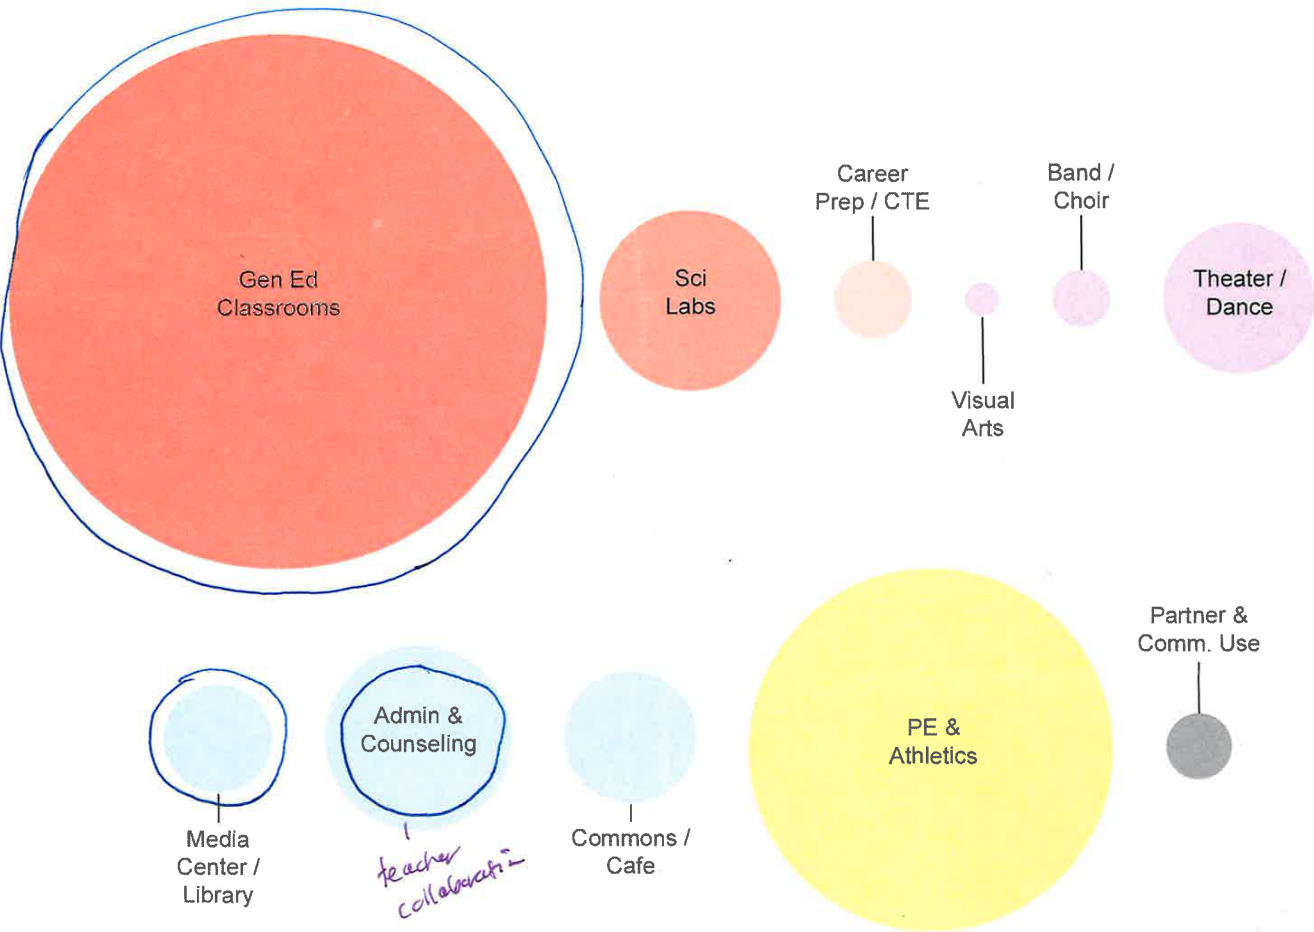 Career
Prep / CTE
Band /
Choir
Gen Ed
Classrooms
Sci
Labs
Theater /
Dance
Visual
Arts
Partner &
Comm. Use
Admin &
Counseling
PE &
Athletics
Media
Center /
Library
Commons /
Cafe
teacher
collaboration